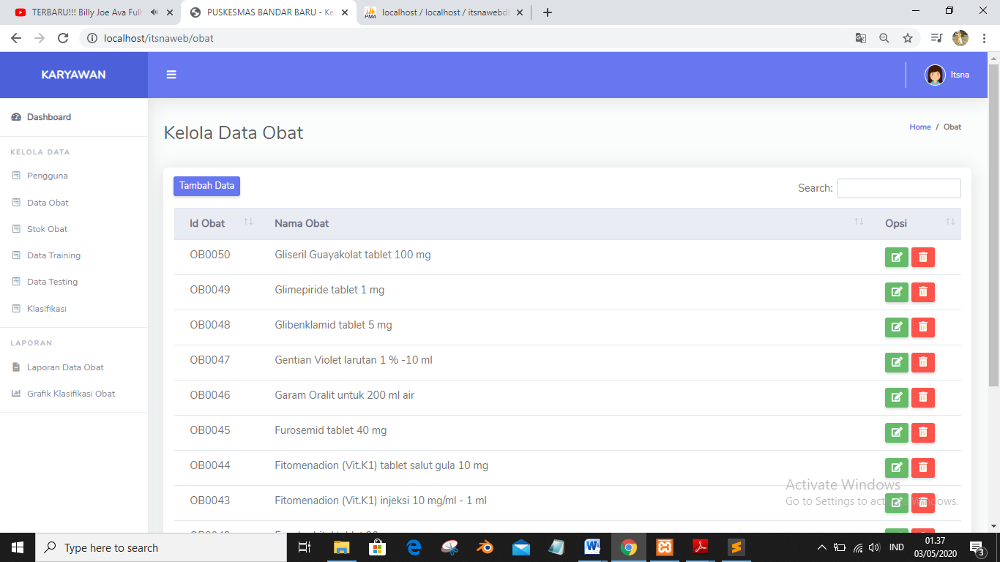 TERBARU!!! Billy Joe Ava Full
PUSKESMAS BANDAR BARU - Ke
localhost / localhost / itsnawebd
localhost/itsnaweb/obat
KARYAWAN
Itsna
Dashboard
Kelola Data Obat
Home / Obat
KELOLA DATA
Pengguna
Data Obat
Stok Obat
Data Training
Data Testing
Klasifikasi
LAPORAN
Laporan Data Obat
Grafik Klasifikasi Obat
Tambah Data
Search:
Id Obat Nama Obat Opsi
OB0050 Gliseril Guayakolat tablet 100 mg
OB0049 Glimepiride tablet 1 mg
OB0048 Glibenklamid tablet 5 mg
OB0047 Gentian Violet larutan 1 % -10 ml
OB0046 Garam Oralit untuk 200 ml air
OB0045 Furosemid tablet 40 mg
OB0044 Fitomenadion (Vit.K1) tablet salut gula 10 mg
OB0043 Fitomenadion (Vit.K1) injeksi 10 mg/ml - 1 ml
Activate Windows
Go to Settings to activate Windows.
Type here to search
IND
01.37
03/05/2020
3